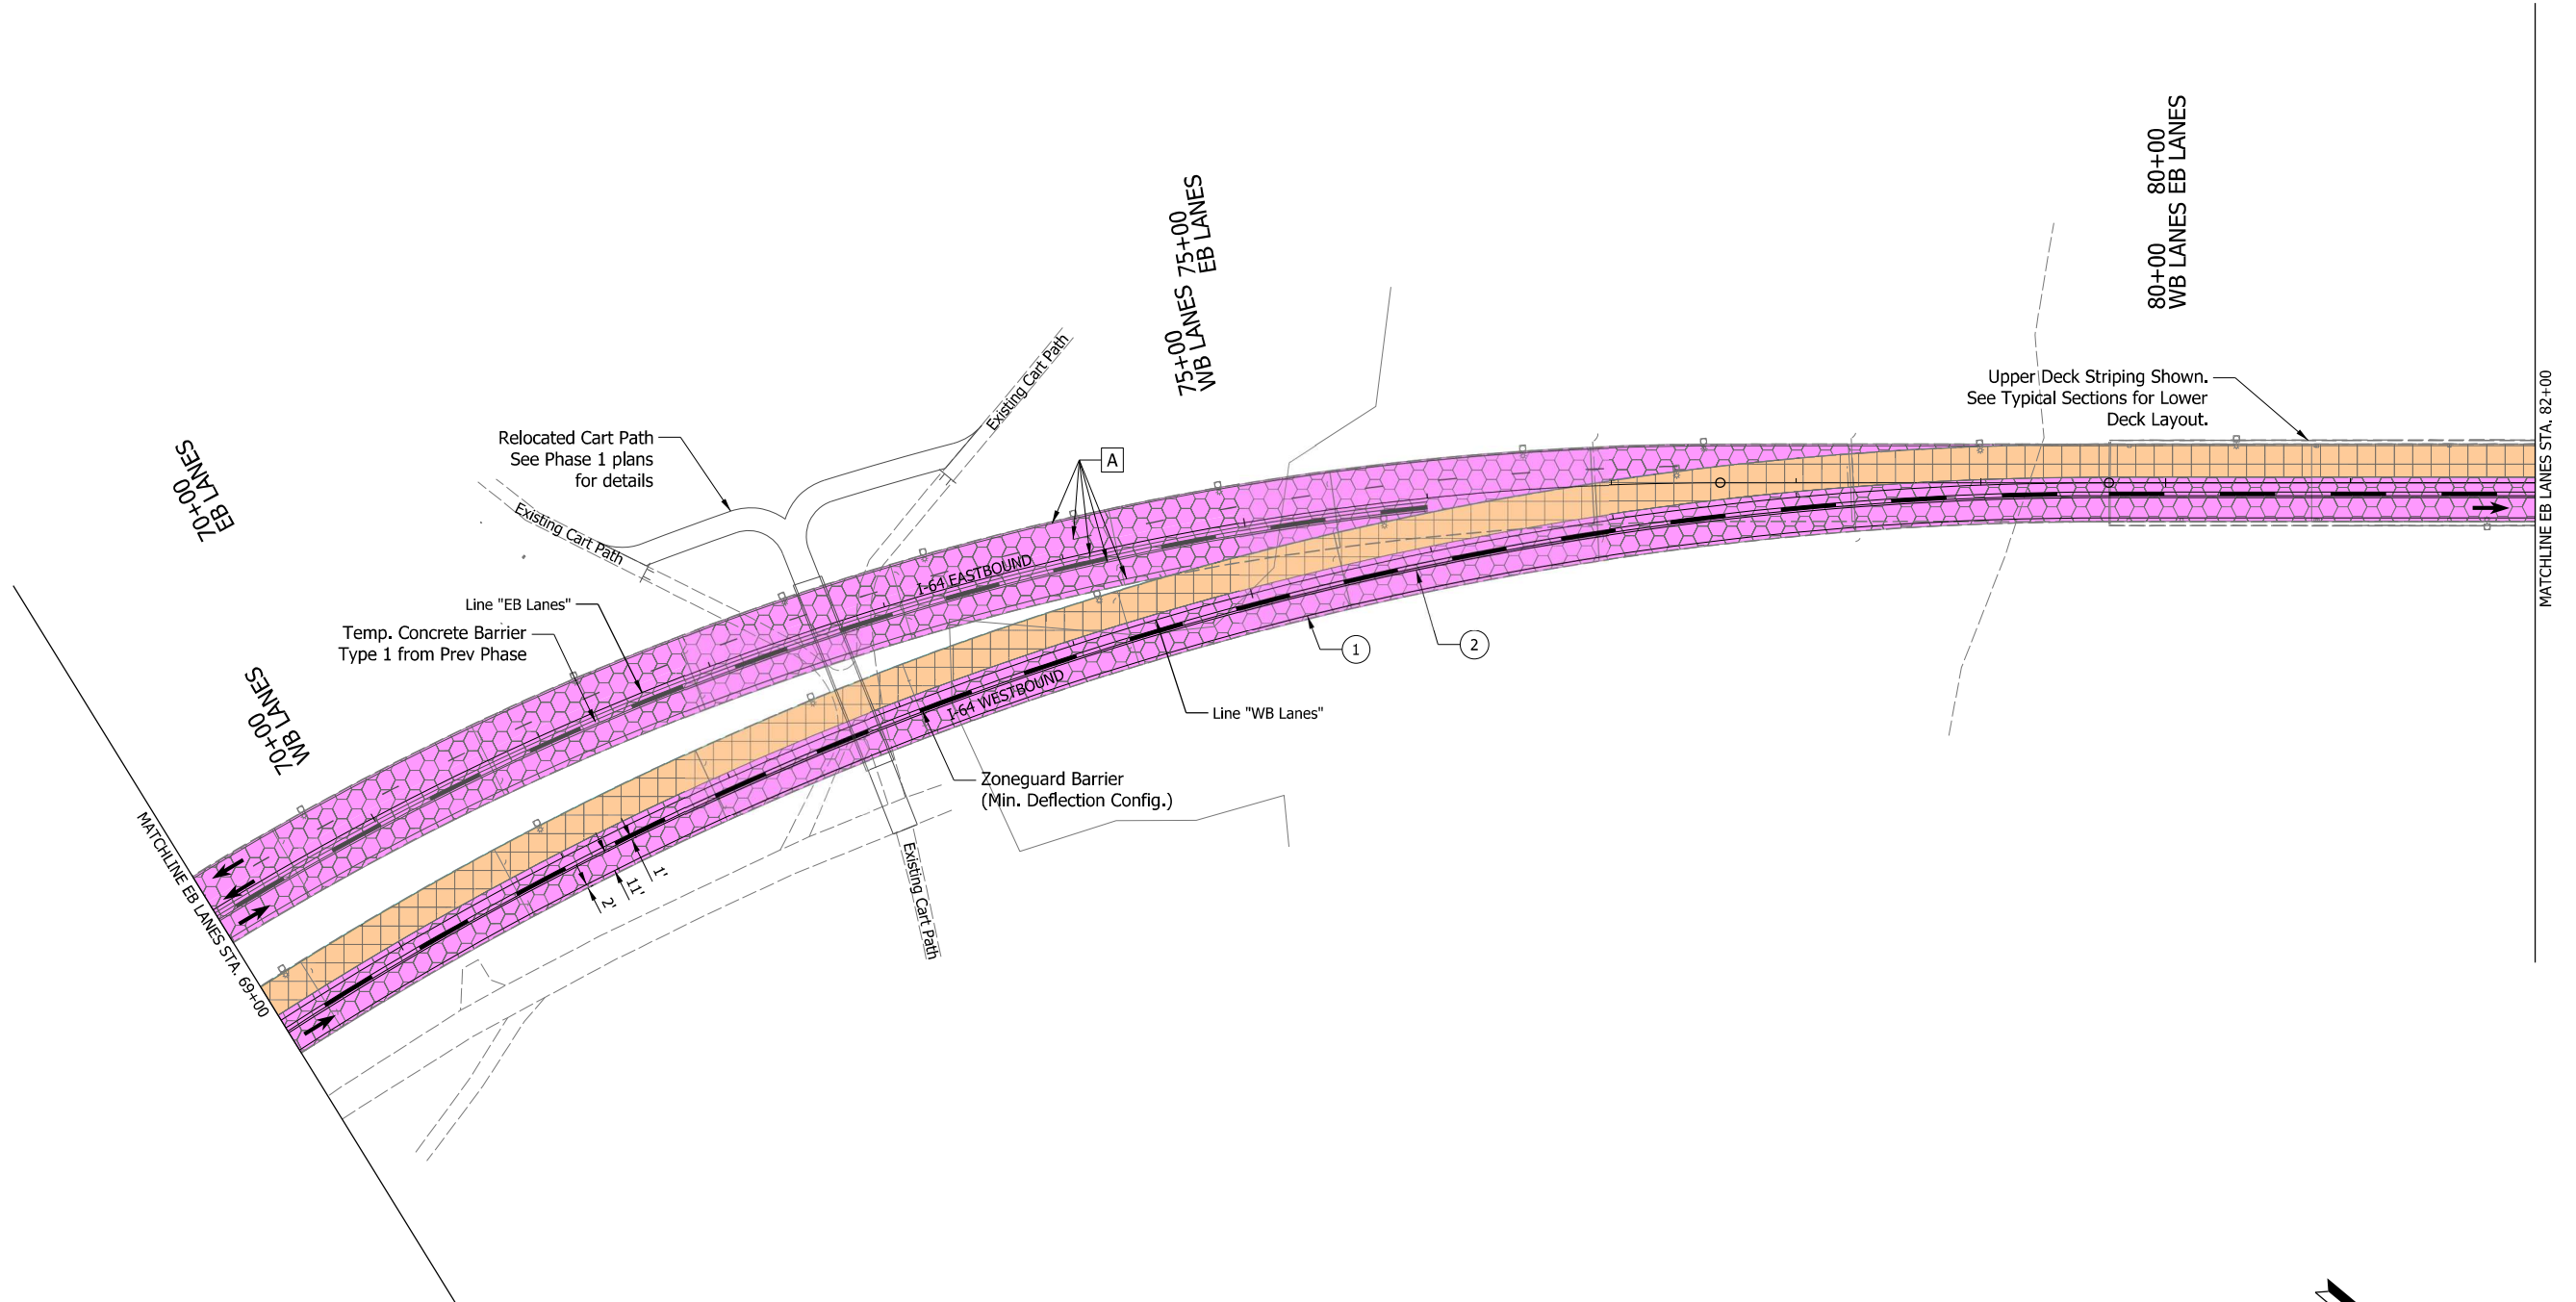 80+00 80+00
WB LANES EB LANES
75+00 75+00
WB LANES EB LANES
Existing Cart Path
Upper Deck Striping Shown.
See Typical Sections for Lower
Deck Layout.
MATCHLINE EB LANES STA. 82+00
Relocated Cart Path
See Phase 1 plans
for details
A
70+00
EB LANES
Existing Cart Path
I-64 EASTBOUND
Line "EB Lanes"
Temp. Concrete Barrier
Type 1 from Prev Phase
1
2
70+00
WB LANES
I-64 WESTBOUND
Line "WB Lanes"
Zoneguard Barrier
(Min. Deflection Config.)
MATCHLINE EB LANES STA. 69+00
1'
11'
2'
Existing Cart Path